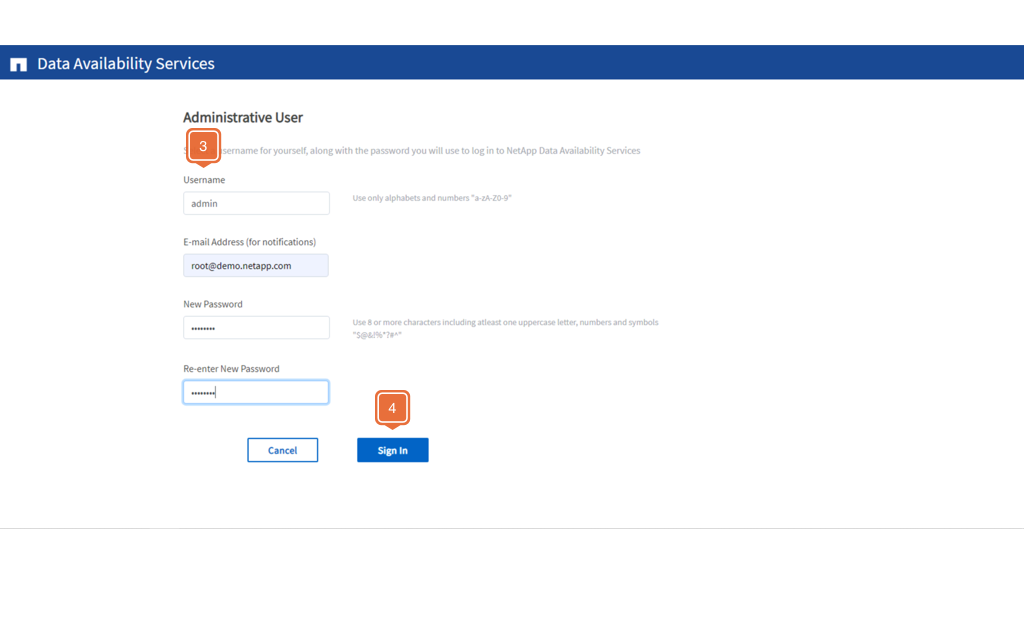 Data Availability Services
Administrative User
3
username for yourself, along with the password you will use to log in to NetApp Data Availability Services
Username
admin
Use only alphabets and numbers "a-zA-Z0-9"
E-mail Address (for notifications)
root@demo.netapp.com
New Password
••••••••
Use 8 or more characters including atleast one uppercase letter, numbers and symbols
Re-enter New Password
••••••••
4
Cancel
Sign In